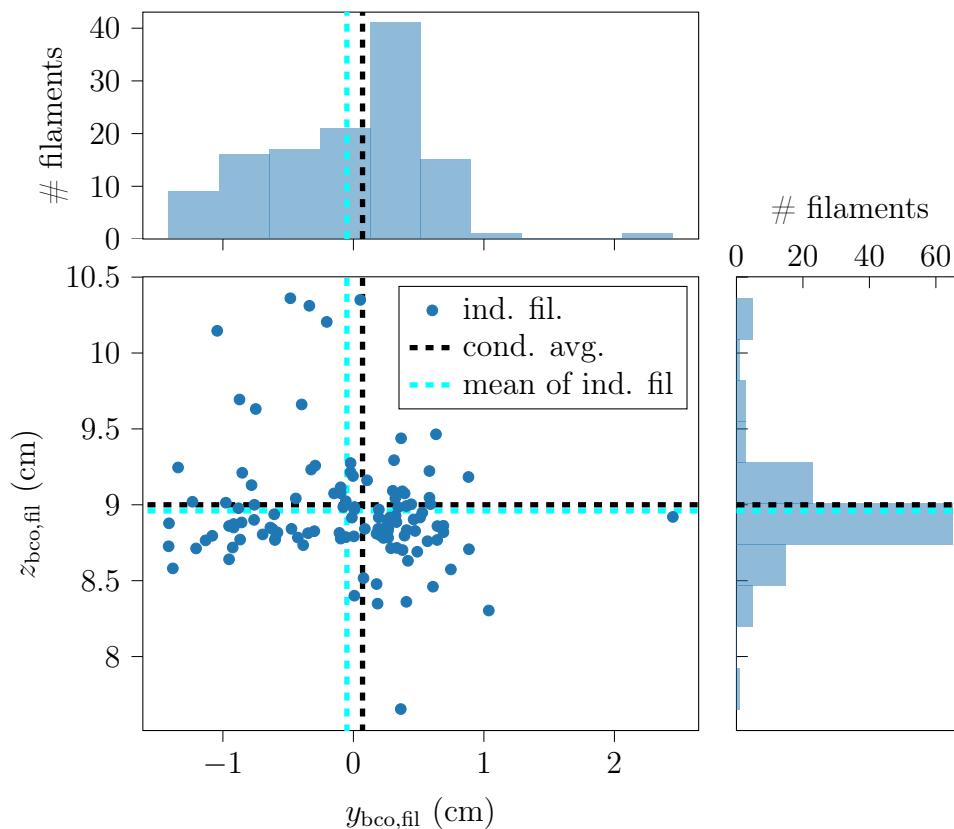 # filaments
40
30
20
10
0
# filaments
0 20 40 60
z_bco,fil (cm)
10.5
10
9.5
9
8.5
8
ind. fil.
cond. avg.
mean of ind. fil
−1 0 1 2
y_bco,fil (cm)